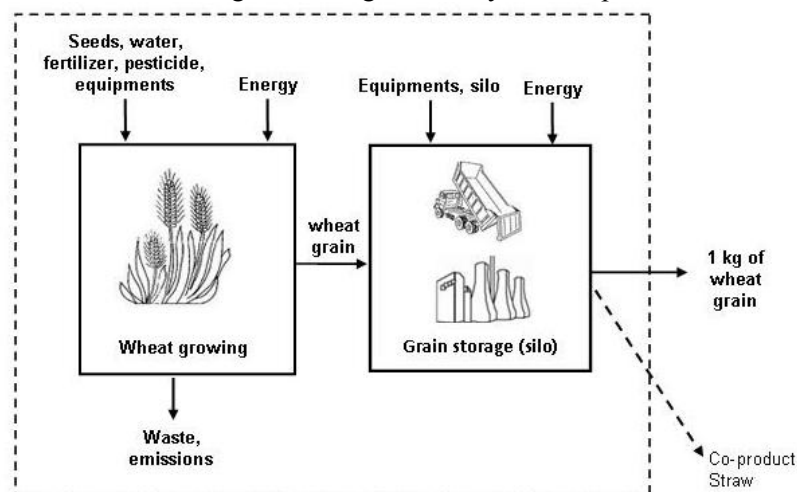 Seeds, water,
fertilizer, pesticide,
equipments
Energy
Equipments, silo
Energy
wheat
grain
1 kg of
wheat
grain
Wheat growing
Grain storage (silo)
Waste,
emissions
Co-product
Straw